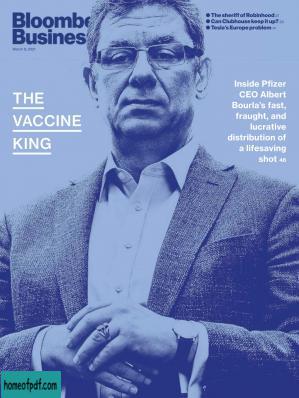 Bloombe
Business
March 8, 2021
The sheriff of Robinhood
Can Clubhouse keep it up?
Tesla's Europe problem
THE
VACCINE
KING
Inside Pfizer
CEO Albert
Bourla's fast,
fraught, and
lucrative
distribution of
a lifesaving
shot 46
homeofpdf.com